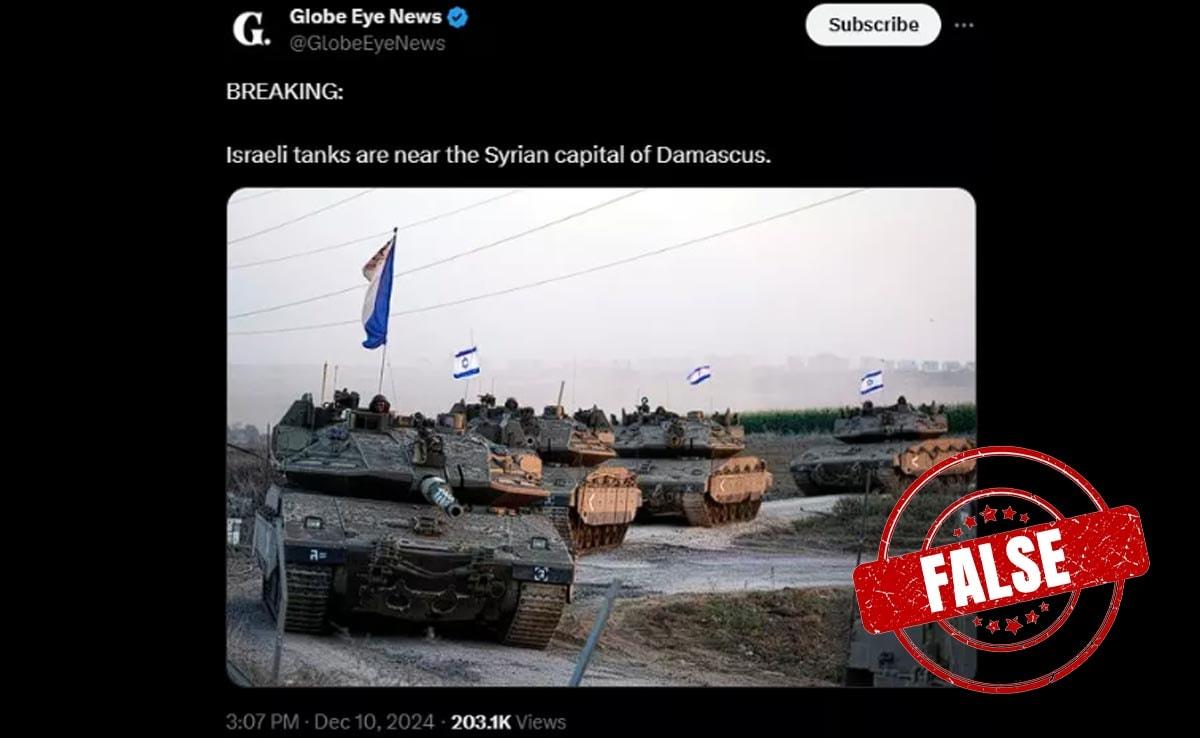 G. Globe Eye News
Subscribe
@GlobeEyeNews
BREAKING:
Israeli tanks are near the Syrian capital of Damascus.
FALSE
3:07 PM · Dec 10, 2024 · 203.1K Views